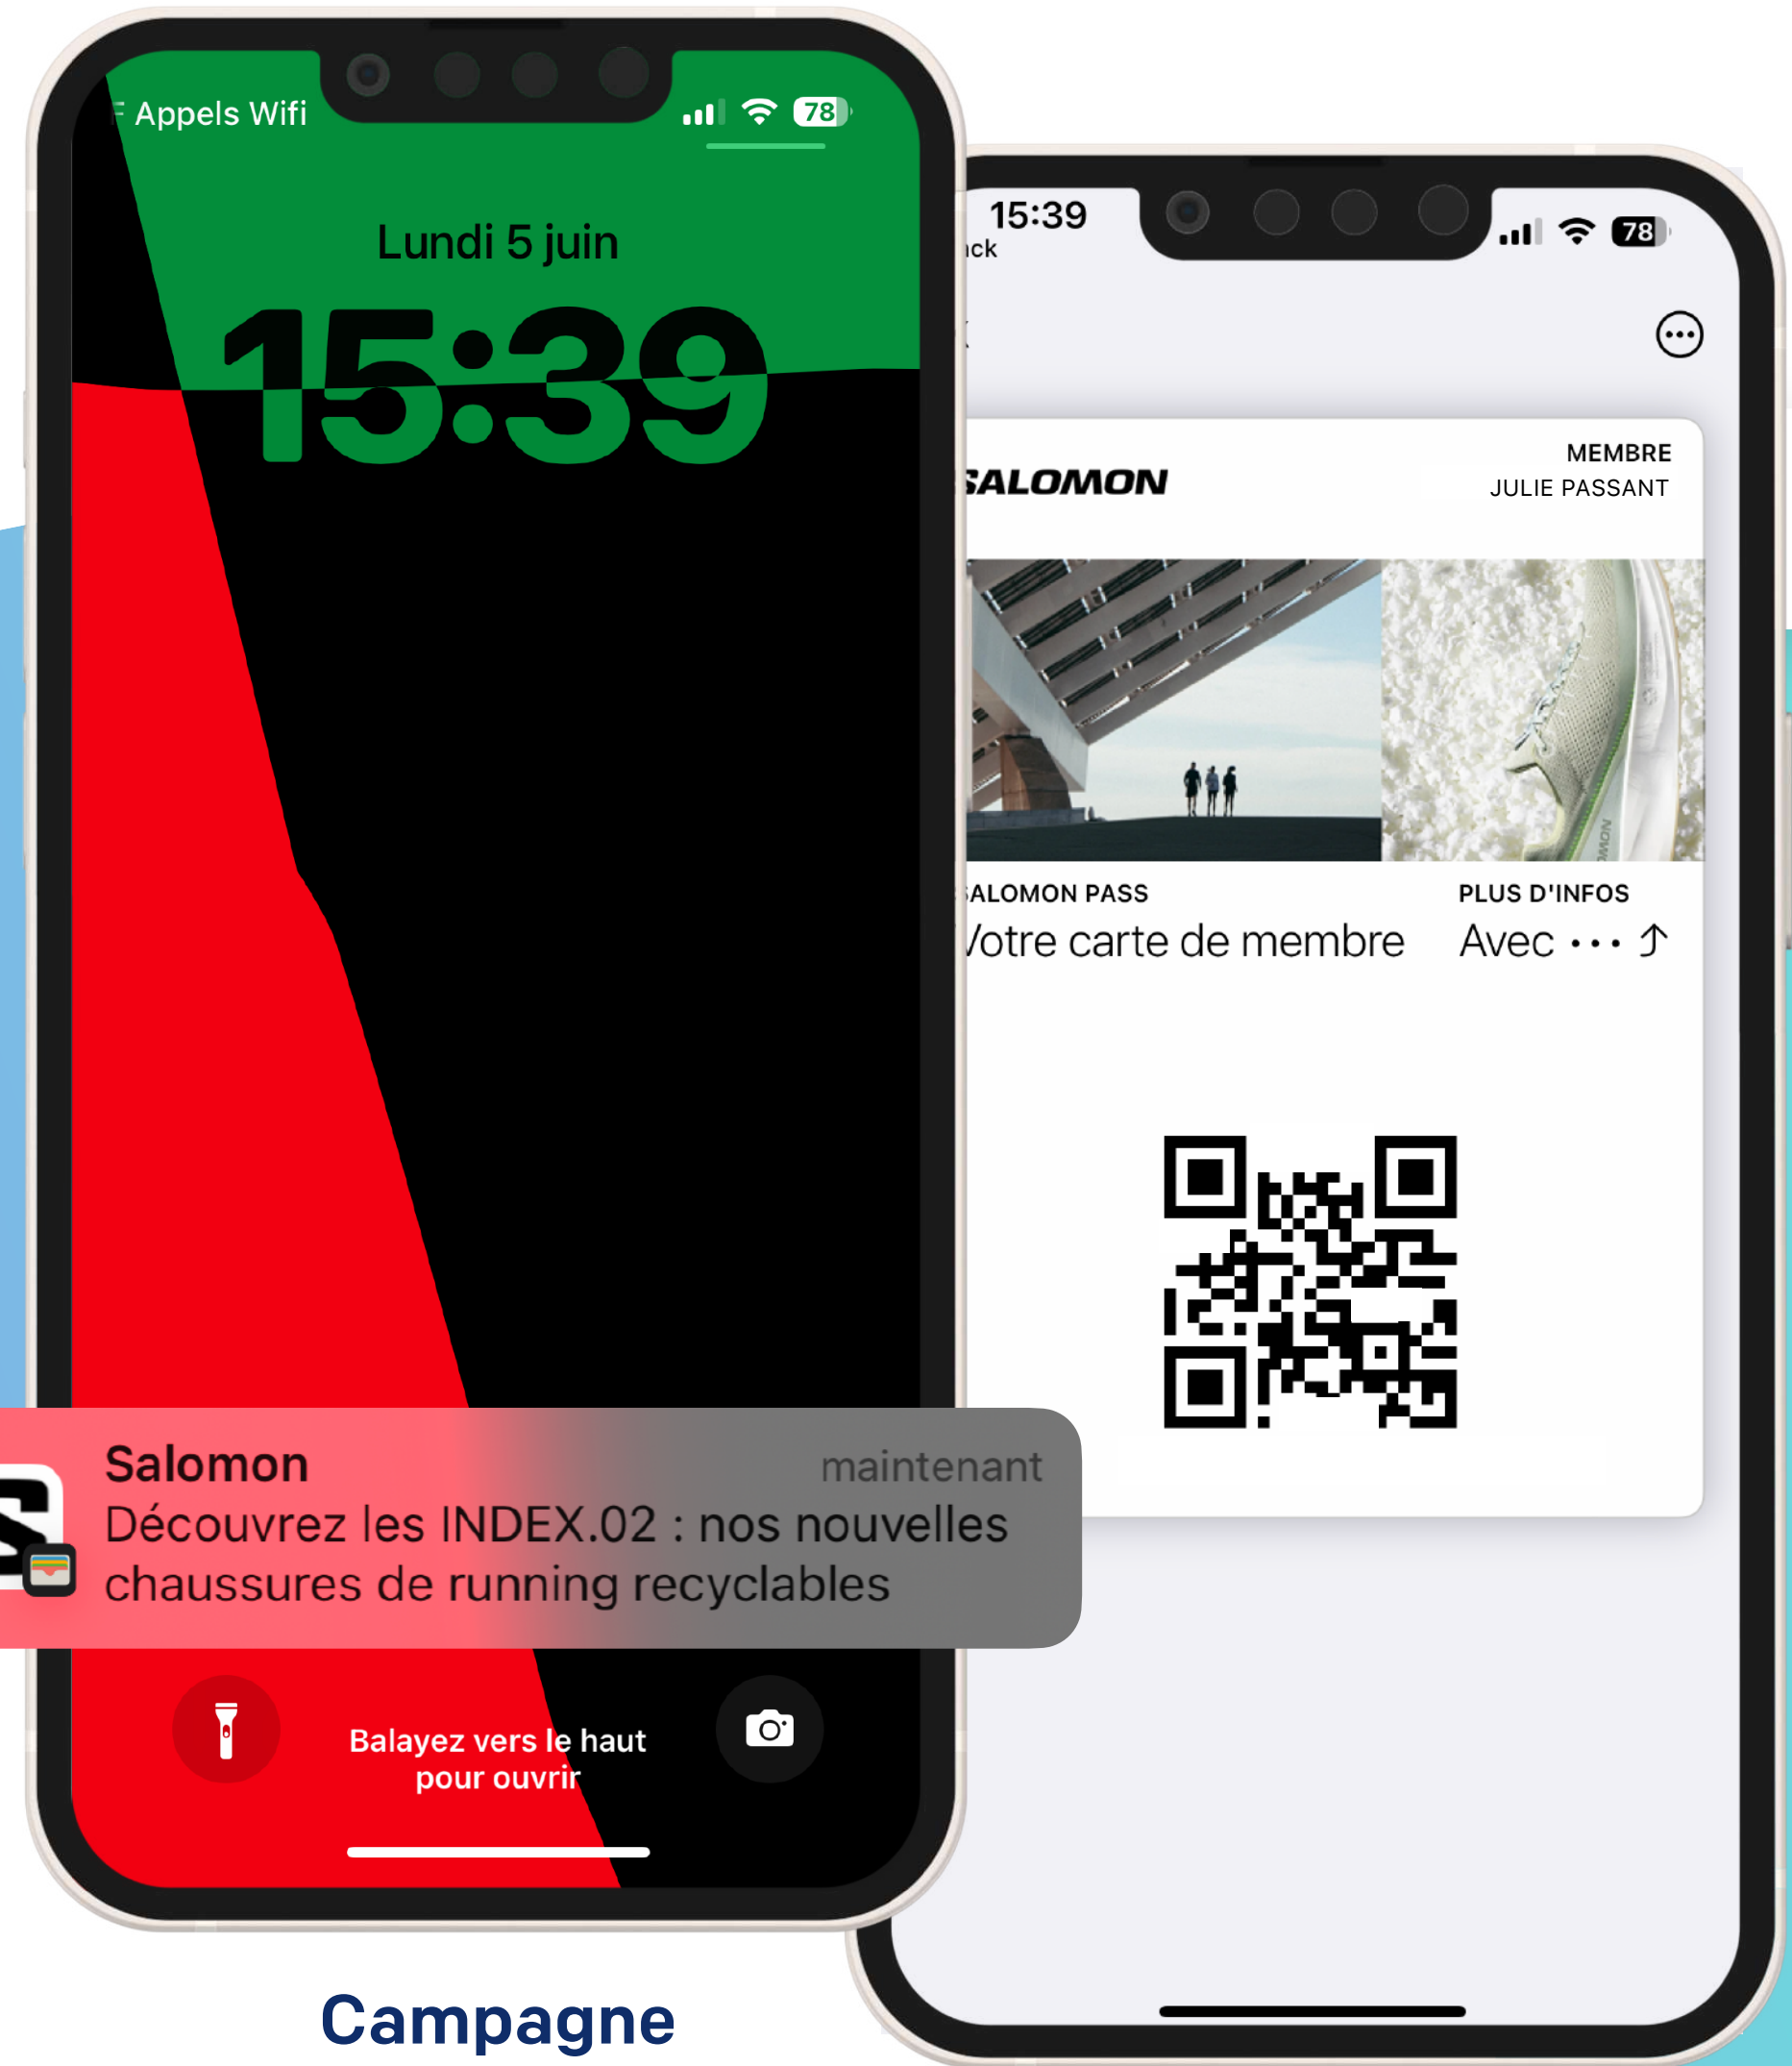 Appels Wifi
78
Lundi 5 juin
15:39
Salomon
maintenant
Découvrez les INDEX.02 : nos nouvelles
chaussures de running recyclables
Balayez vers le haut
pour ouvrir
Campagne
15:39
78
SALOMON
MEMBRE
JULIE PASSANT
SALOMON PASS
PLUS D'INFOS
Votre carte de membre
Avec ••• ⤴